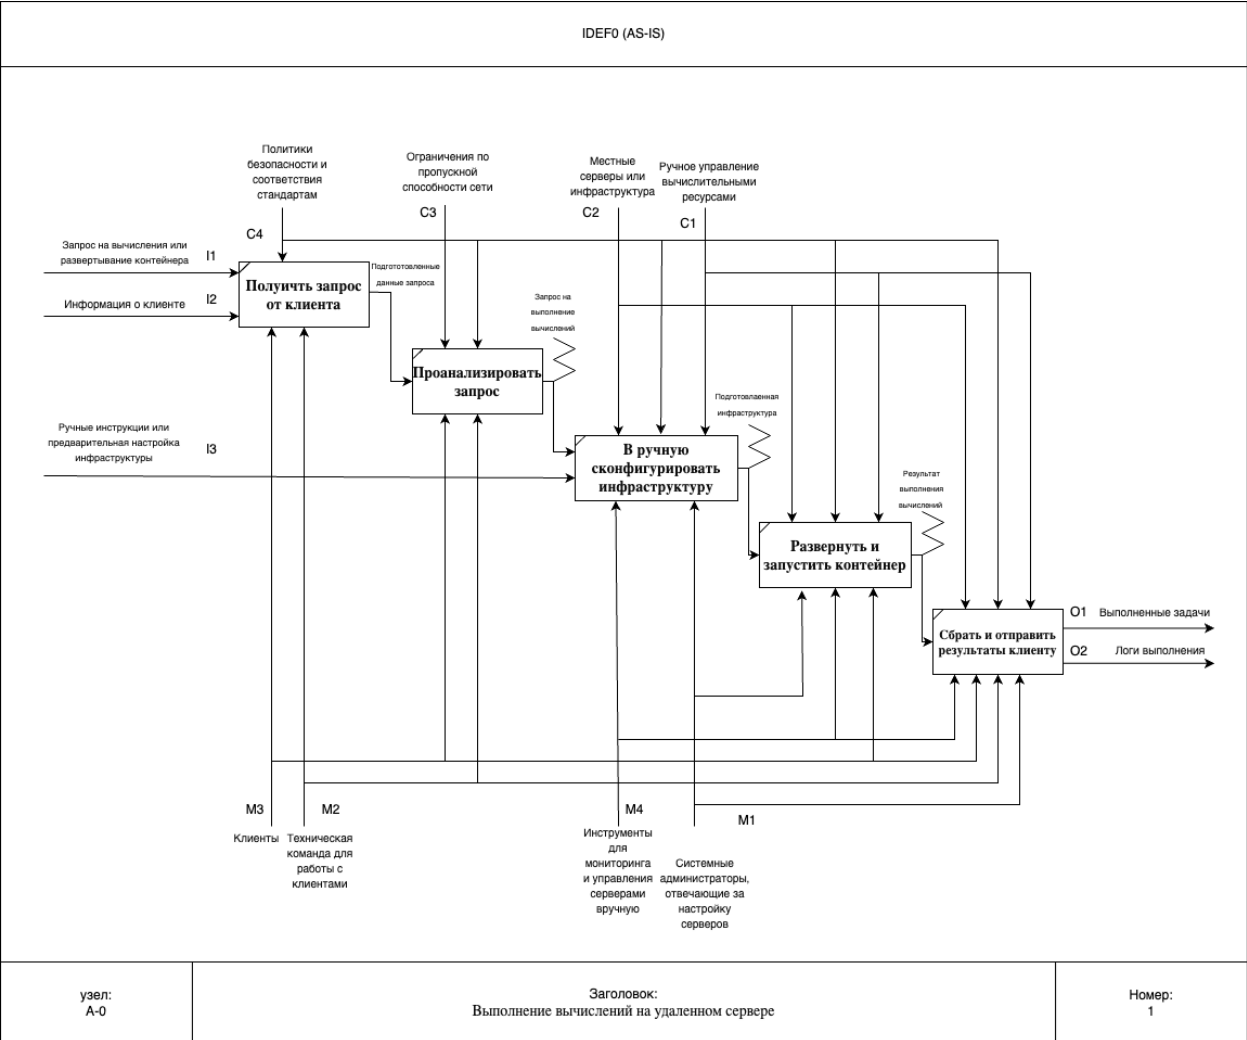 IDEF0 (AS-IS)
Политики
безопасности и
соответствия
стандартам
Ограничения по
пропускной
способности сети
Местные
серверы или
инфраструктура
Ручное управление
вычислительными
ресурсами
C4
C3
C2
C1
Запрос на вычисления или
развертывание контейнера
I1
Информация о клиенте
I2
Полуичть запрос
от клиента
Подгототовленные
данные запроса
Проанализировать
запрос
Запрос на
выполнение
вычислений
Ручные инструкции или
предварительная настройка
инфраструктуры
I3
В ручную
сконфигурировать
инфраструктуру
Подготовлаенная
инфраструктура
Развернуть и
запустить контейнер
Результат
выполнения
вычислений
Сбрать и отправить
результаты клиенту
O1
Выполненные задачи
O2
Логи выполнения
M3
M2
M4
M1
Клиенты
Техническая
команда для
работы с
клиентами
Инструменты
для
мониторинга
и управления
серверами
вручную
Системные
администраторы,
отвечающие за
настройку
серверов
узел:
A-0
Заголовок:
Выполнение вычислений на удаленном сервере
Номер:
1